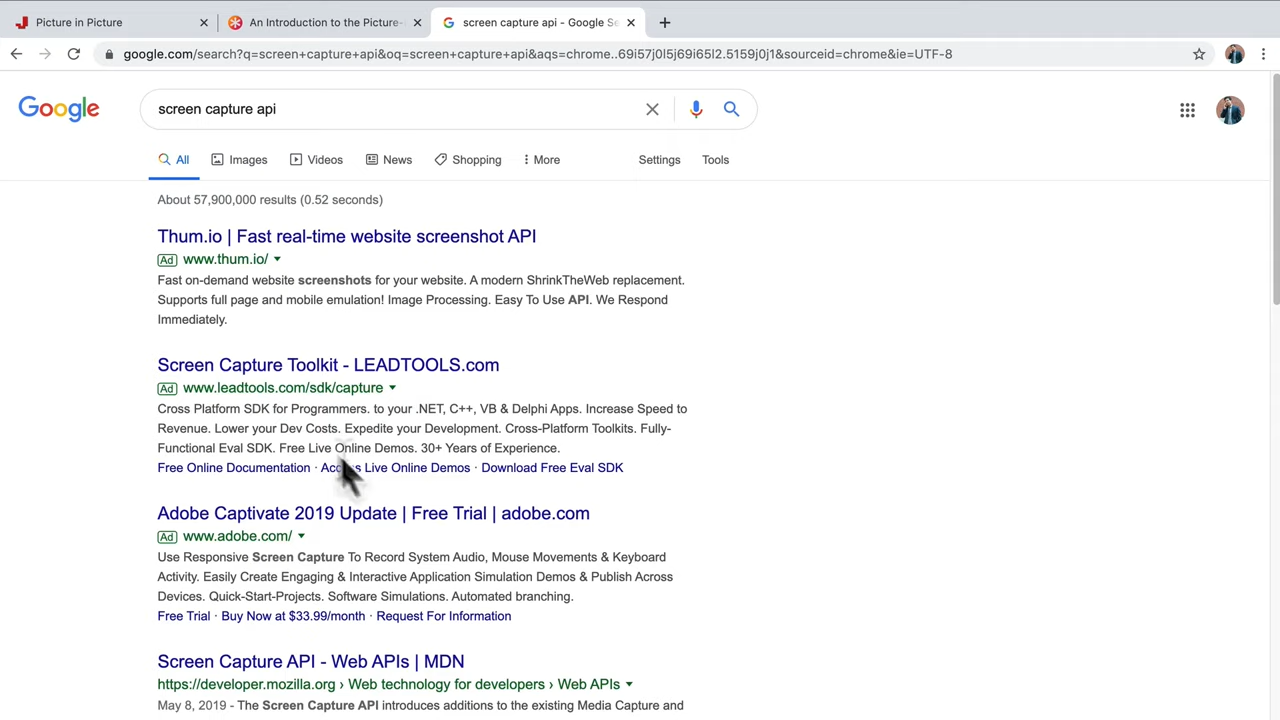 Picture in Picture
An Introduction to the Picture-
screen capture api - Google Se
google.com/search?q=screen+capture+api&oq=screen+capture+api&aqs=chrome..69i57j0l5j69i65l2.5159j0j1&sourceid=chrome&ie=UTF-8
Google
screen capture api
All Images Videos News Shopping More Settings Tools
About 57,900,000 results (0.52 seconds)
Thum.io | Fast real-time website screenshot API
Ad www.thum.io/
Fast on-demand website screenshots for your website. A modern ShrinkTheWeb replacement.
Supports full page and mobile emulation! Image Processing. Easy To Use API. We Respond
Immediately.
Screen Capture Toolkit - LEADTOOLS.com
Ad www.leadtools.com/sdk/capture
Cross Platform SDK for Programmers. to your .NET, C++, VB & Delphi Apps. Increase Speed to
Revenue. Lower your Dev Costs. Expedite your Development. Cross-Platform Toolkits. Fully-
Functional Eval SDK. Free Live Online Demos. 30+ Years of Experience.
Free Online Documentation · Access Live Online Demos · Download Free Eval SDK
Adobe Captivate 2019 Update | Free Trial | adobe.com
Ad www.adobe.com/
Use Responsive Screen Capture To Record System Audio, Mouse Movements & Keyboard
Activity. Easily Create Engaging & Interactive Application Simulation Demos & Publish Across
Devices. Quick-Start-Projects. Software Simulations. Automated branching.
Free Trial · Buy Now at $33.99/month · Request For Information
Screen Capture API - Web APIs | MDN
https://developer.mozilla.org › Web technology for developers › Web APIs
May 8, 2019 - The Screen Capture API introduces additions to the existing Media Capture and